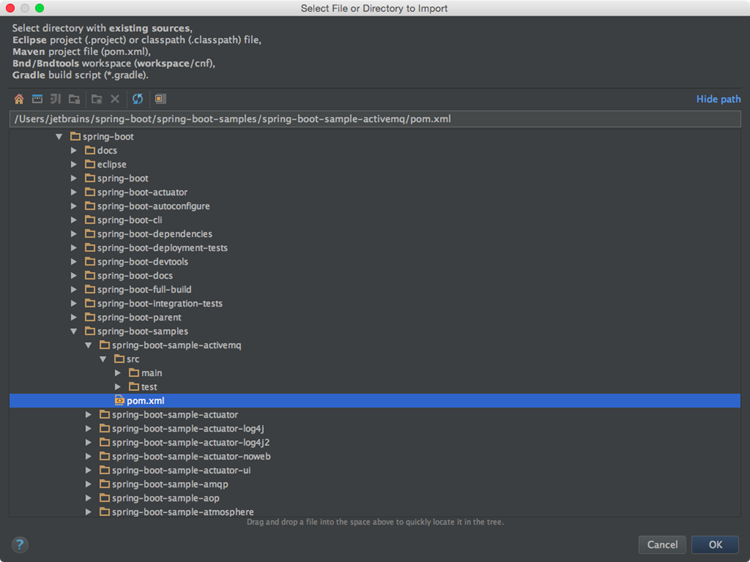 Select File or Directory to Import
Select directory with existing sources,
Eclipse project (.project) or classpath (.classpath) file,
Maven project file (pom.xml),
Bnd/Bndtools workspace (workspace/cnf),
Gradle build script (*.gradle).
Hide path
/Users/jetbrains/spring-boot/spring-boot-samples/spring-boot-sample-activemq/pom.xml
spring-boot
docs
eclipse
spring-boot
spring-boot-actuator
spring-boot-autoconfigure
spring-boot-cli
spring-boot-dependencies
spring-boot-deployment-tests
spring-boot-devtools
spring-boot-docs
spring-boot-full-build
spring-boot-integration-tests
spring-boot-parent
spring-boot-samples
spring-boot-sample-activemq
src
main
test
pom.xml
spring-boot-sample-actuator
spring-boot-sample-actuator-log4j
spring-boot-sample-actuator-log4j2
spring-boot-sample-actuator-noweb
spring-boot-sample-actuator-ui
spring-boot-sample-amqp
spring-boot-sample-aop
spring-boot-sample-atmosphere
Drag and drop a file into the space above to quickly locate it in the tree.
? Cancel OK